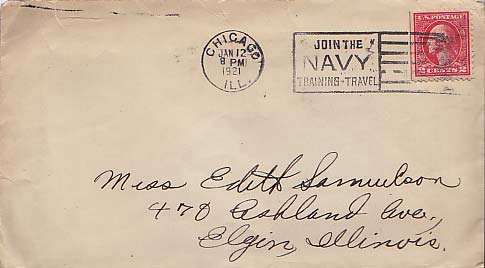 CHICAGO
JAN 12
8 PM
1921
ILL.
JOIN THE
NAVY
TRAINING-TRAVEL
U.S. POSTAGE
2 CENTS 2
Miss Edith Samuelson
470 Ashland Ave.,
Elgin, Illinois.